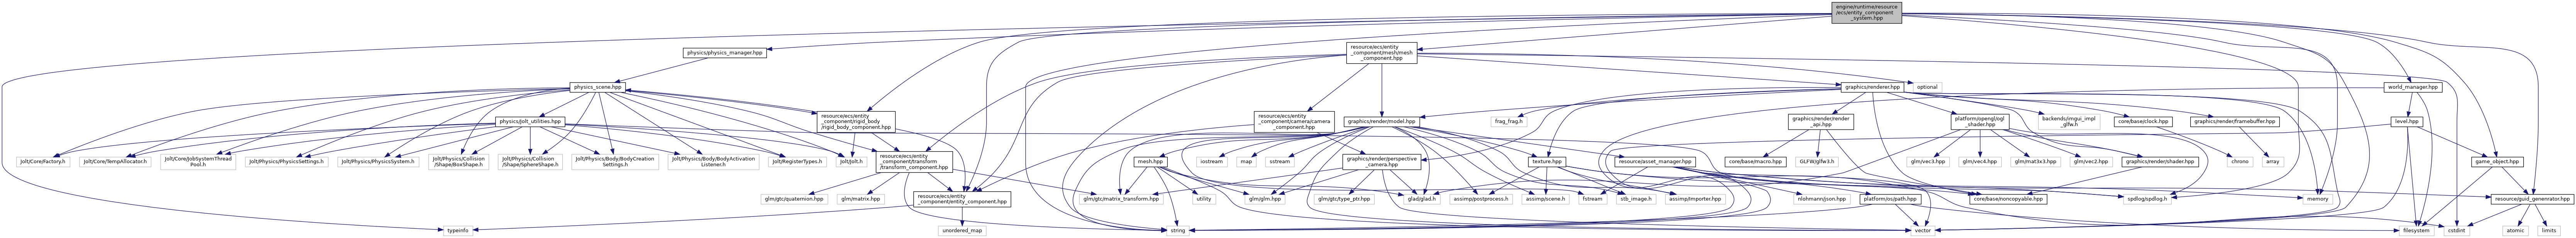 engine/runtime/resource
/ecs/entity_component
_system.hpp
physics/physics_manager.hpp
resource/ecs/entity
_component/mesh/mesh
_component.hpp
physics_scene.hpp
graphics/renderer.hpp
optional
world_manager.hpp
physics/jolt_utilities.hpp
resource/ecs/entity
_component/rigid_body
/rigid_body_component.hpp
resource/ecs/entity
_component/camera/camera
_component.hpp
graphics/render/model.hpp
frag_frag.h
graphics/render/render
_api.hpp
platform/opengl/ogl
_shader.hpp
backends/imgui_impl
_glfw.h
core/base/clock.hpp
graphics/render/framebuffer.hpp
level.hpp
Jolt/Core/Factory.h
Jolt/Core/TempAllocator.h
Jolt/Core/JobSystemThread
Pool.h
Jolt/Physics/PhysicsSettings.h
Jolt/Physics/PhysicsSystem.h
Jolt/Physics/Collision
/Shape/BoxShape.h
Jolt/Physics/Collision
/Shape/SphereShape.h
Jolt/Physics/Body/BodyCreation
Settings.h
Jolt/Physics/Body/BodyActivation
Listener.h
Jolt/RegisterTypes.h
Jolt/Jolt.h
resource/ecs/entity
_component/transform
/transform_component.hpp
mesh.hpp
iostream
map
sstream
graphics/render/perspective
_camera.hpp
texture.hpp
resource/asset_manager.hpp
core/base/macro.hpp
GLFW/glfw3.h
glm/vec3.hpp
glm/vec4.hpp
glm/mat3x3.hpp
glm/vec2.hpp
graphics/render/shader.hpp
chrono
array
game_object.hpp
glm/gtc/quaternion.hpp
glm/matrix.hpp
resource/ecs/entity
_component/entity_component.hpp
glm/gtc/matrix_transform.hpp
utility
glm/glm.hpp
glm/gtc/type_ptr.hpp
glad/glad.h
assimp/postprocess.h
assimp/scene.h
fstream
stb_image.h
assimp/Importer.hpp
nlohmann/json.hpp
platform/os/path.hpp
core/base/noncopyable.hpp
spdlog/spdlog.h
memory
resource/guid_genenrator.hpp
typeinfo
unordered_map
string
vector
filesystem
cstdint
atomic
limits